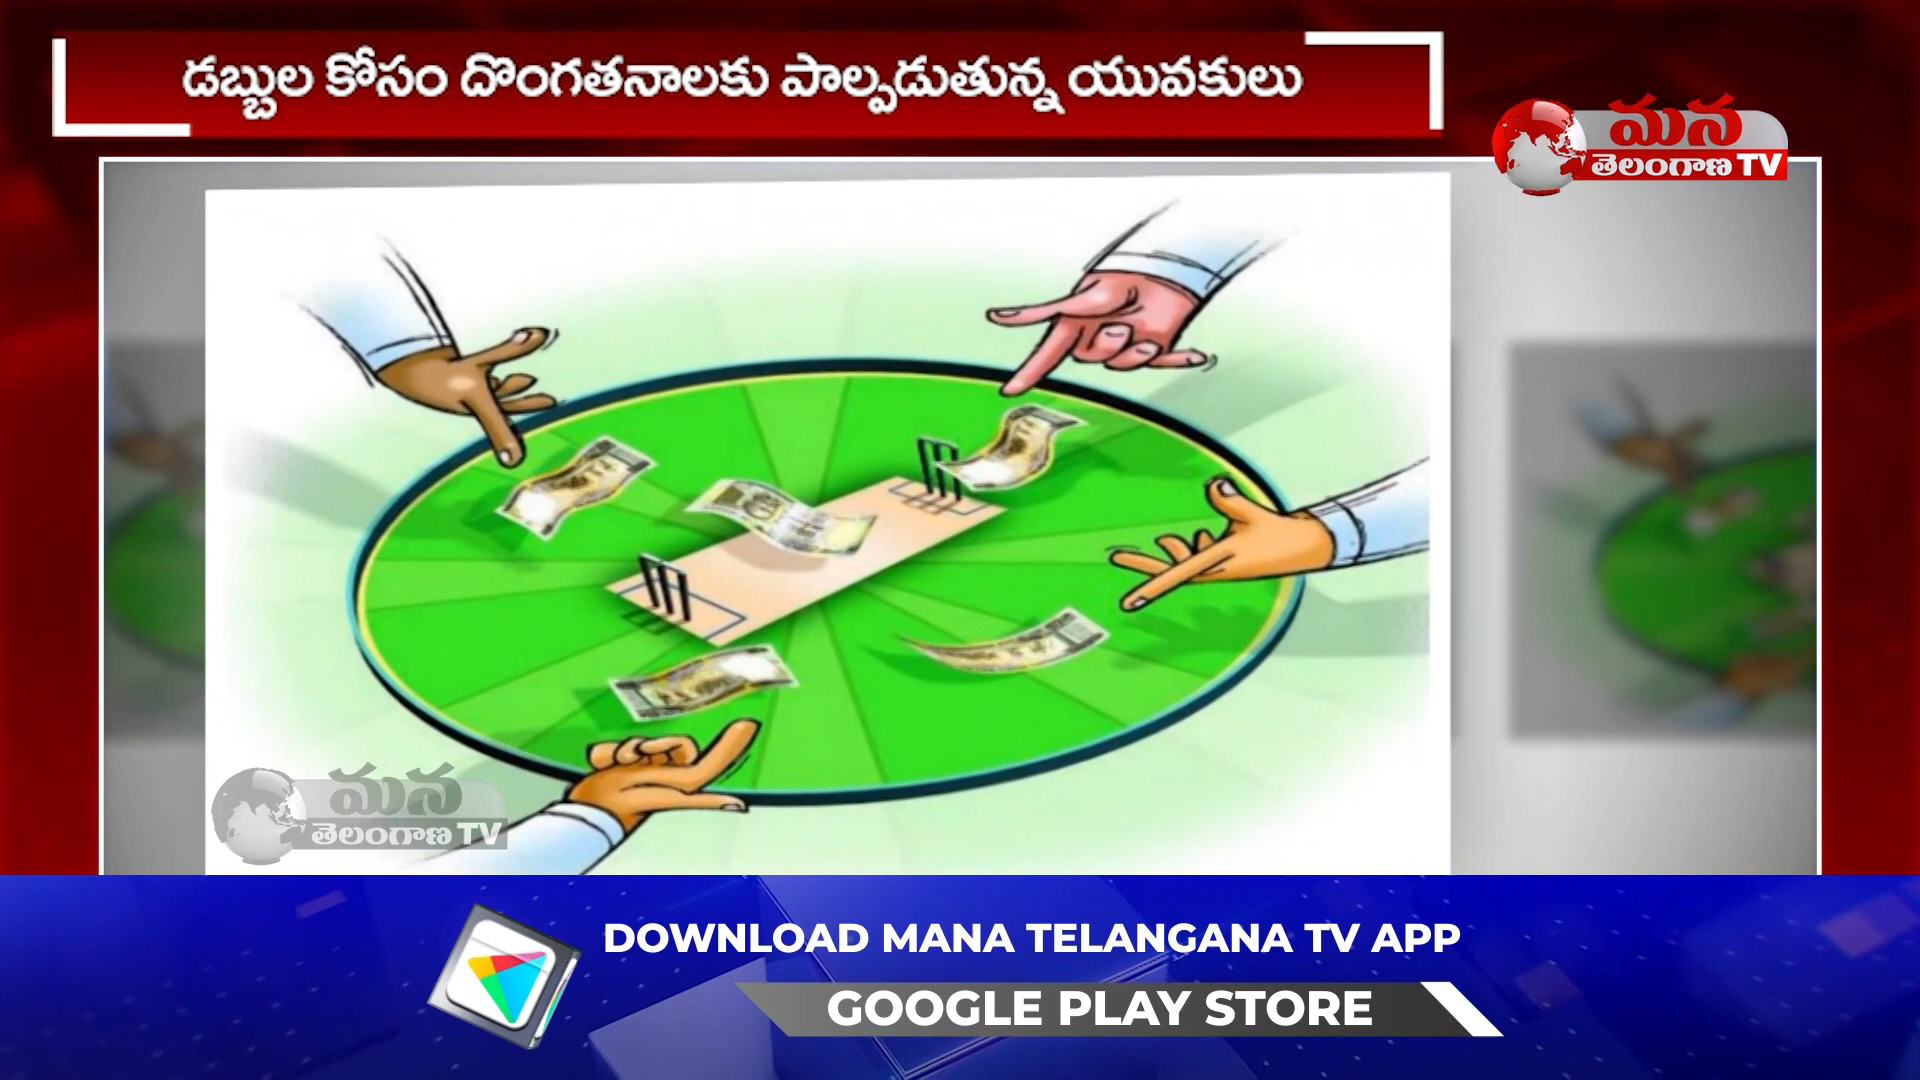 డబ్బుల కోసం దొంగతనాలకు పాల్పడుతున్న యువకులు
మన
తెలంగాణ TV
మన
తెలంగాణ TV
DOWNLOAD MANA TELANGANA TV APP
GOOGLE PLAY STORE